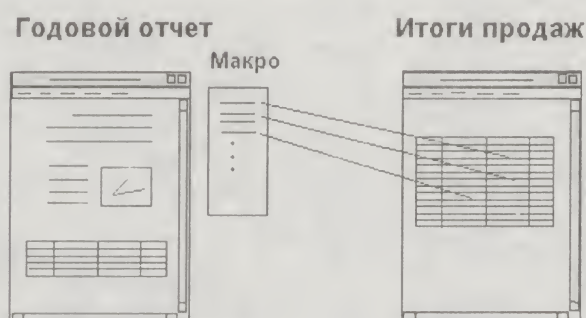 Годовой отчет
Итоги продаж
Макро